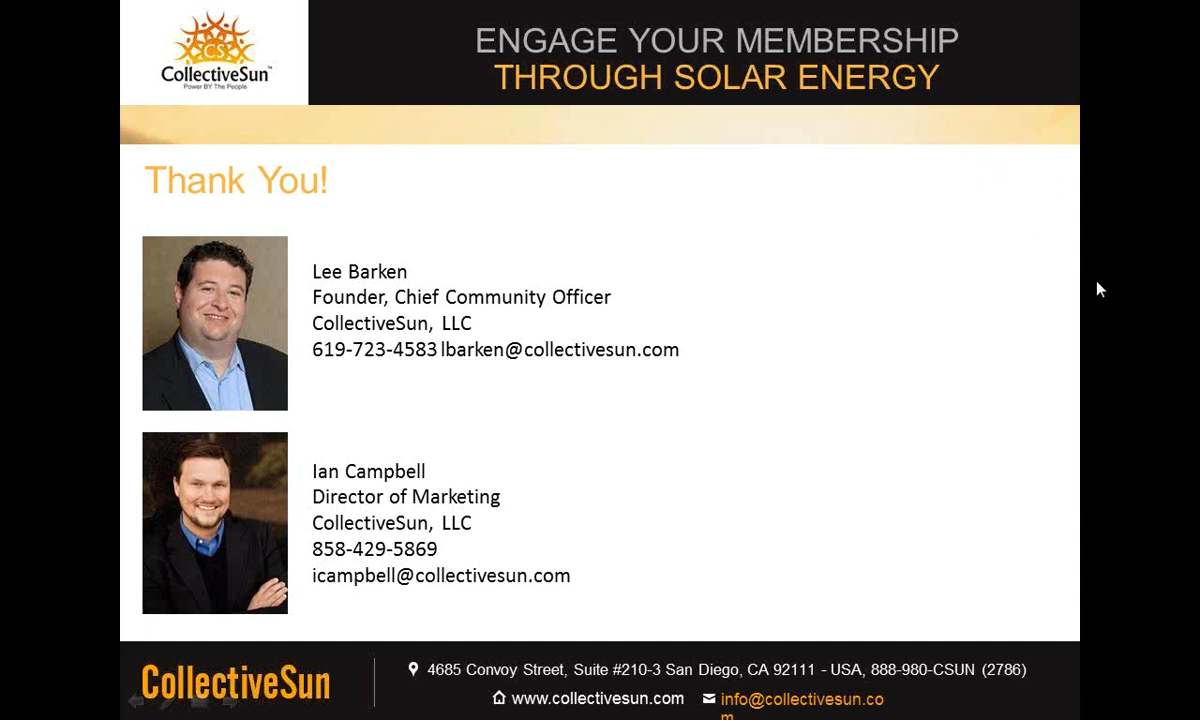 CS
CollectiveSun™
Power BY The People
ENGAGE YOUR MEMBERSHIP
THROUGH SOLAR ENERGY
Thank You!
Lee Barken
Founder, Chief Community Officer
CollectiveSun, LLC
619-723-4583 lbarken@collectivesun.com
Ian Campbell
Director of Marketing
CollectiveSun, LLC
858-429-5869
icampbell@collectivesun.com
CollectiveSun
4685 Convoy Street, Suite #210-3 San Diego, CA 92111 - USA, 888-980-CSUN (2786)
www.collectivesun.com info@collectivesun.co
m